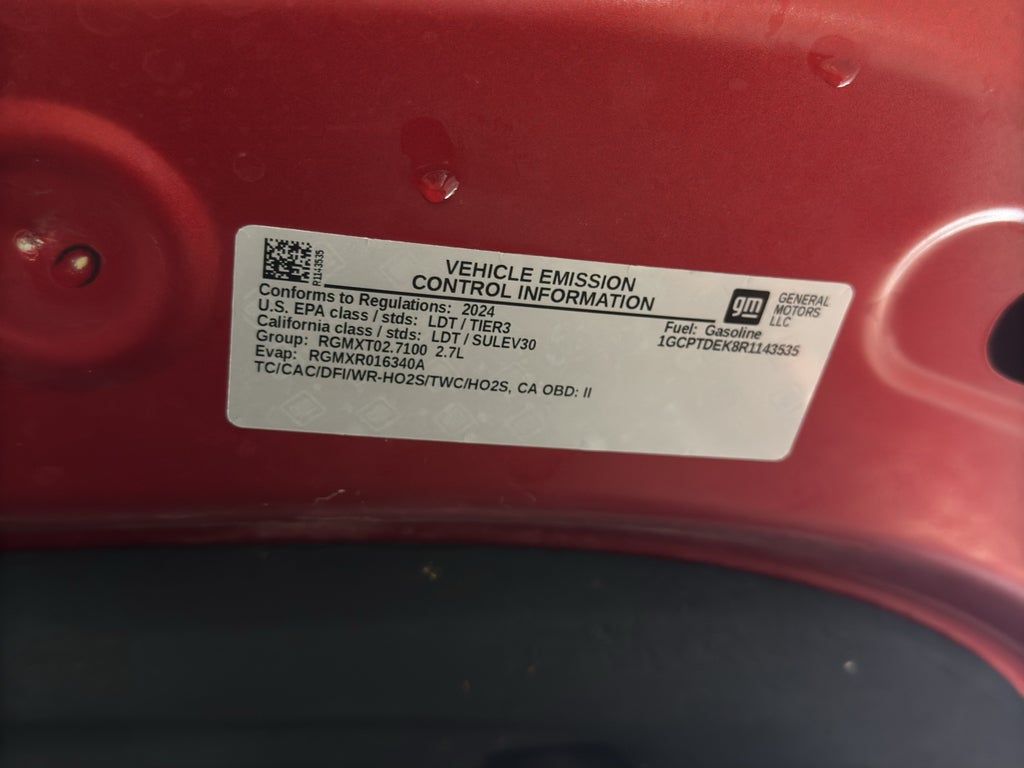 R1143535
VEHICLE EMISSION
CONTROL INFORMATION
gm
GENERAL
MOTORS
LLC
Conforms to Regulations: 2024
U.S. EPA class / stds: LDT / TIER3
California class / stds: LDT / SULEV30
Group: RGMXT02.7100 2.7L
Evap: RGMXR016340A
TC/CAC/DFI/WR-HO2S/TWC/HO2S, CA OBD: II
Fuel: Gasoline
1GCPTDEK8R1143535